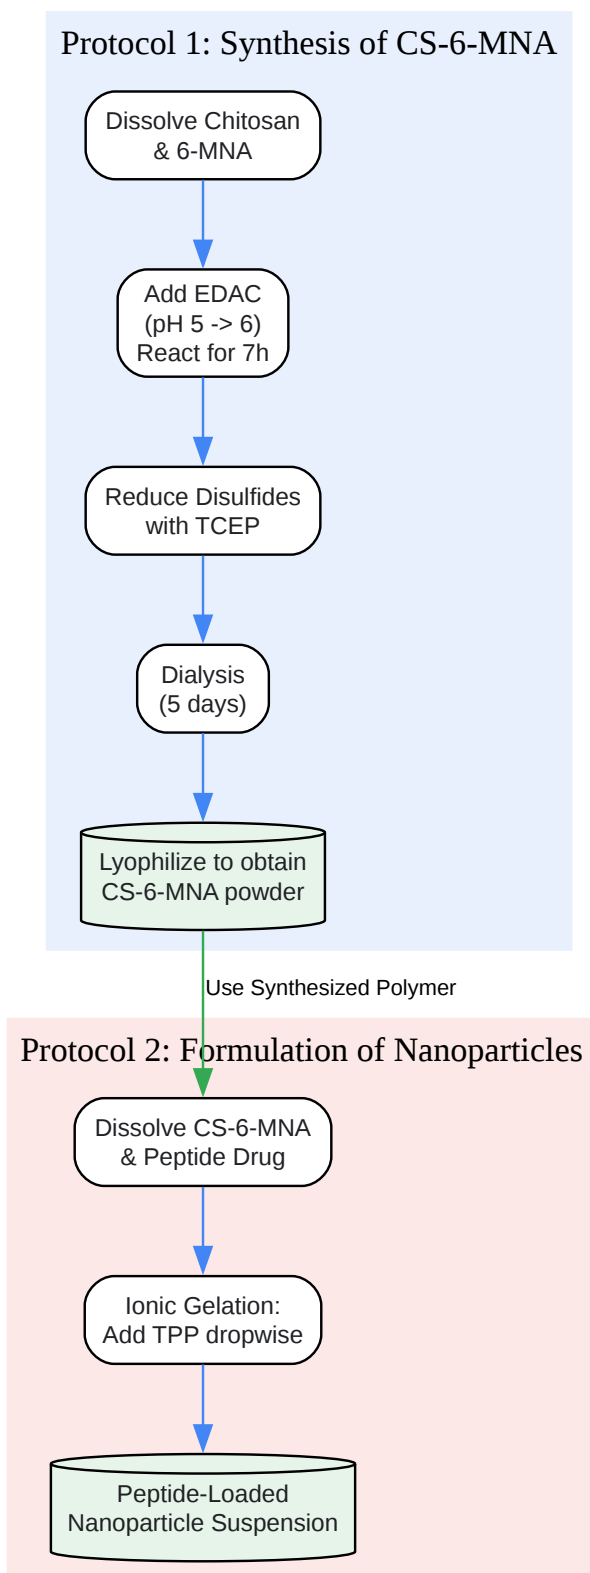 Protocol 1: Synthesis of CS-6-MNA
Dissolve Chitosan
& 6-MNA
Add EDAC
(pH 5 -> 6)
React for 7h
Reduce Disulfides
with TCEP
Dialysis
(5 days)
Lyophilize to obtain
CS-6-MNA powder
Use Synthesized Polymer
Protocol 2: Formulation of Nanoparticles
Dissolve CS-6-MNA
& Peptide Drug
Ionic Gelation:
Add TPP dropwise
Peptide-Loaded
Nanoparticle Suspension